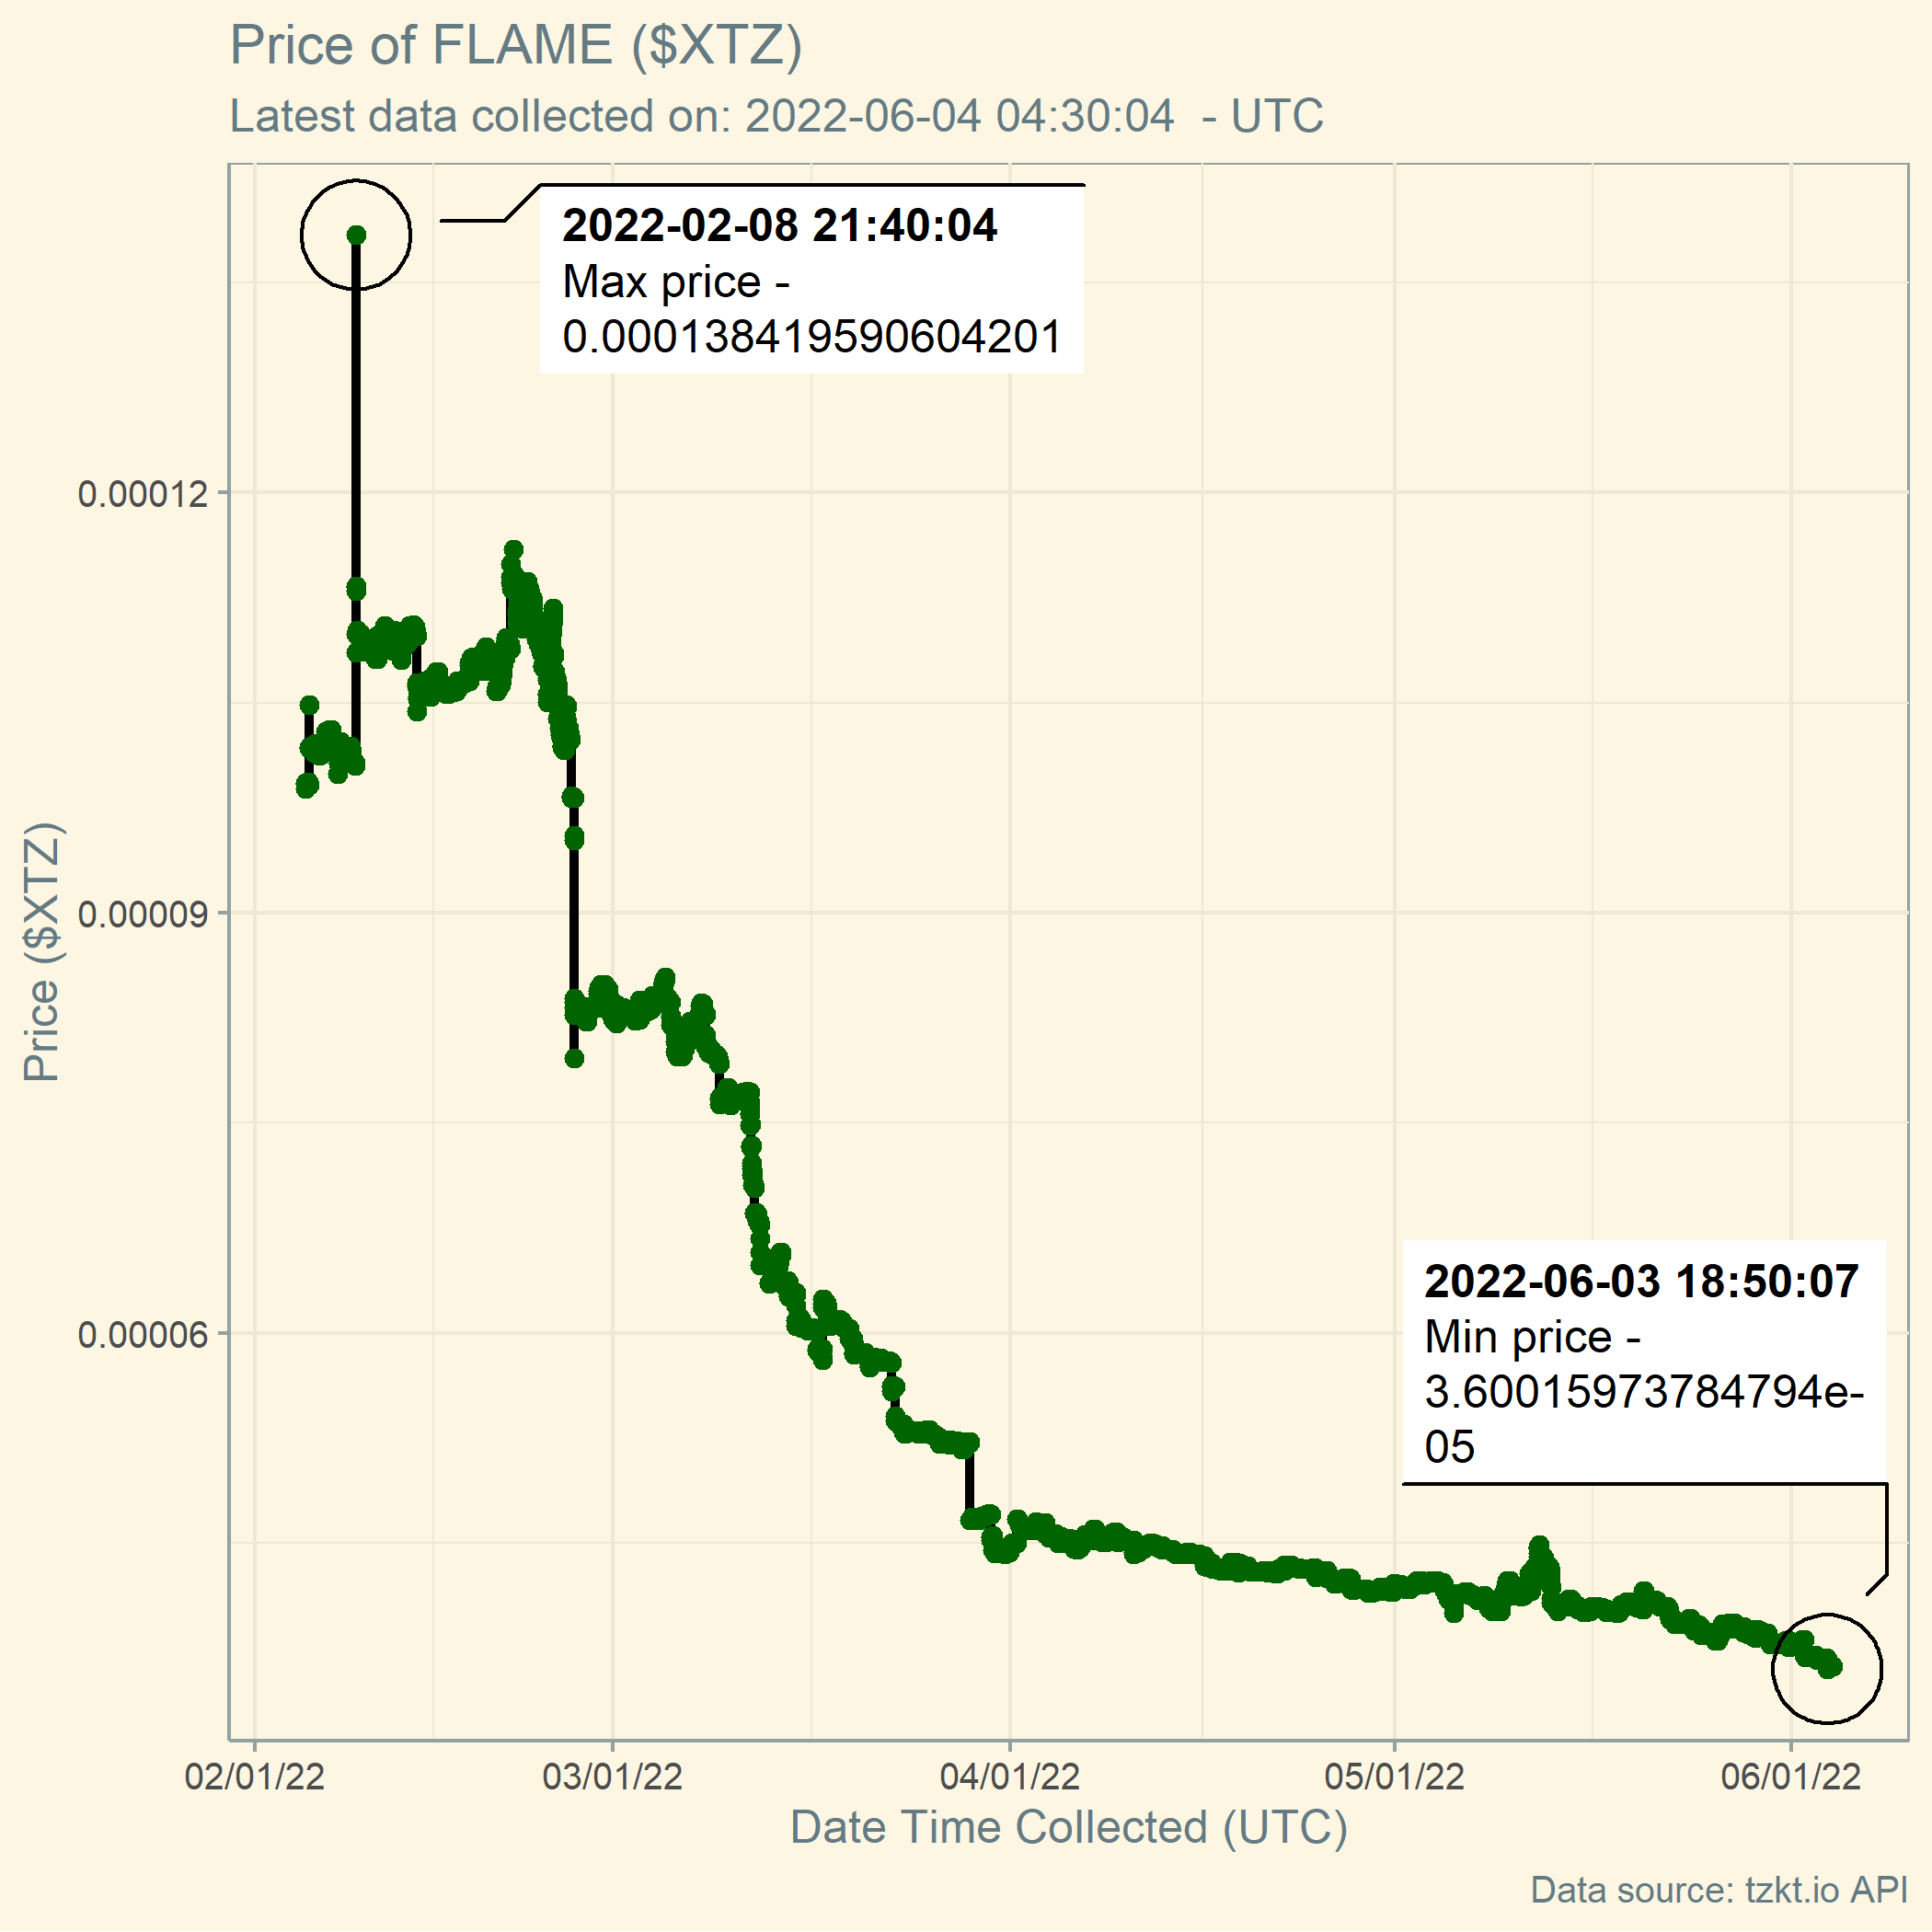 Price of FLAME ($XTZ)
Latest data collected on: 2022-06-04 04:30:04  - UTC
2022-02-08 21:40:04
Max price -
0.000138419590604201
0.00012
0.00009
0.00006
Price ($XTZ)
2022-06-03 18:50:07
Min price -
3.60015973784794e-
05
02/01/22
03/01/22
04/01/22
05/01/22
06/01/22
Date Time Collected (UTC)
Data source: tzkt.io API